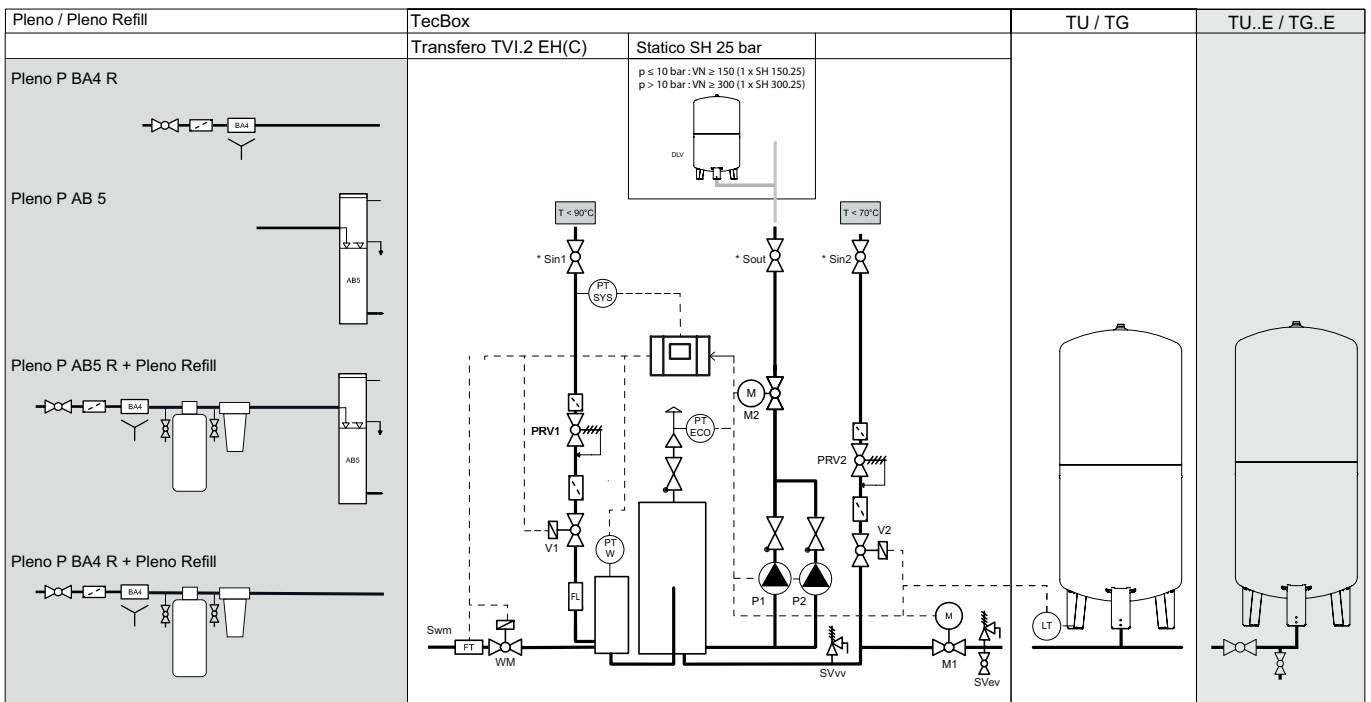 Pleno / Pleno Refill
TecBox
TU / TG
TU..E / TG..E
Transfero TVI.2 EH(C)
Statico SH 25 bar
p ≤ 10 bar : VN ≥ 150 (1 x SH 150.25)
p > 10 bar : VN ≥ 300 (1 x SH 300.25)
DLV
Pleno P BA4 R
BA4
Pleno P AB 5
AB5
Pleno P AB5 R + Pleno Refill
BA4
AB5
Pleno P BA4 R + Pleno Refill
BA4
T < 90°C
T < 70°C
* Sin1
* Sout
* Sin2
PT
SYS
M
M2
PRV1
PT
ECO
PRV2
V1
PT
W
V2
FL
P1
P2
Swm
FT
WM
SVvv
M
M1
SVev
LT